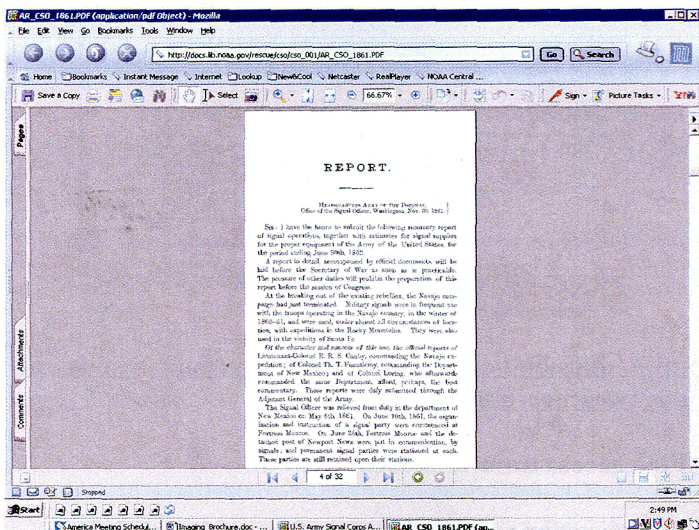 AR_CSO_1861.PDF (application/pdf Object) - Mozilla
File Edit View Go Bookmarks Tools Window Help
http://docs.lib.noaa.gov/rescue/cso/cso_001/AR_CSO_1861.PDF Go Search
Home Bookmarks Instant Message Internet Lookup New&Cool Netcaster RealPlayer NOAA Central ...
Save a Copy Select 66.67% Sign Picture Tasks
Pages
Attachments
Comments
REPORT.
HEADQUARTERS ARMY OF THE POTOMAC,
Office of the Signal Officer, Washington, Nov. 30, 1861.
SIR: I have the honor to submit the following summary report
of signal operations, together with estimates for signal supplies
for the proper equipment of the Army of the United States, for
the period ending June 30th, 1862.
A report in detail, accompanied by official documents, will be
laid before the Secretary of War as soon as is practicable.
The pressure of other duties will prohibit the preparation of this
report before the session of Congress.
At the breaking out of the existing rebellion, the Navajo cam-
paign had just terminated. Military signals were in frequent use
with the troops operating in the Navajo country, in the winter of
1860-61, and were used, under almost all circumstances of loca-
tion, with expeditions in the Rocky Mountains. They were also
used in the vicinity of Santa Fe.
Of the character and success of this use, the official reports of
Lieutenant-Colonel E. R. S. Canby, commanding the Navajo ex-
pedition; of Colonel Th. T. Fauntleroy, commanding the Depart-
ment of New Mexico; and of Colonel Loring, who afterwards
commanded the same Department, afford, perhaps, the best
commentary. These reports were duly submitted through the
Adjutant General of the Army.
The Signal Officer was relieved from duty in the department of
New Mexico on May 8th, 1861. On June 10th, 1861, the organ-
ization and instruction of a signal party were commenced at
Fortress Monroe. On June 26th, Fortress Monroe and the de-
tached post of Newport News were put in communication, by
signals; and permanent signal parties were stationed at each.
These parties are still retained upon their stations.
4 of 32
Stopped
Start 2:49 PM
America Meeting Schedul... Imaging Brochure.doc - ... U.S. Army Signal Corps A... AR_CSO_1861.PDF (ap...